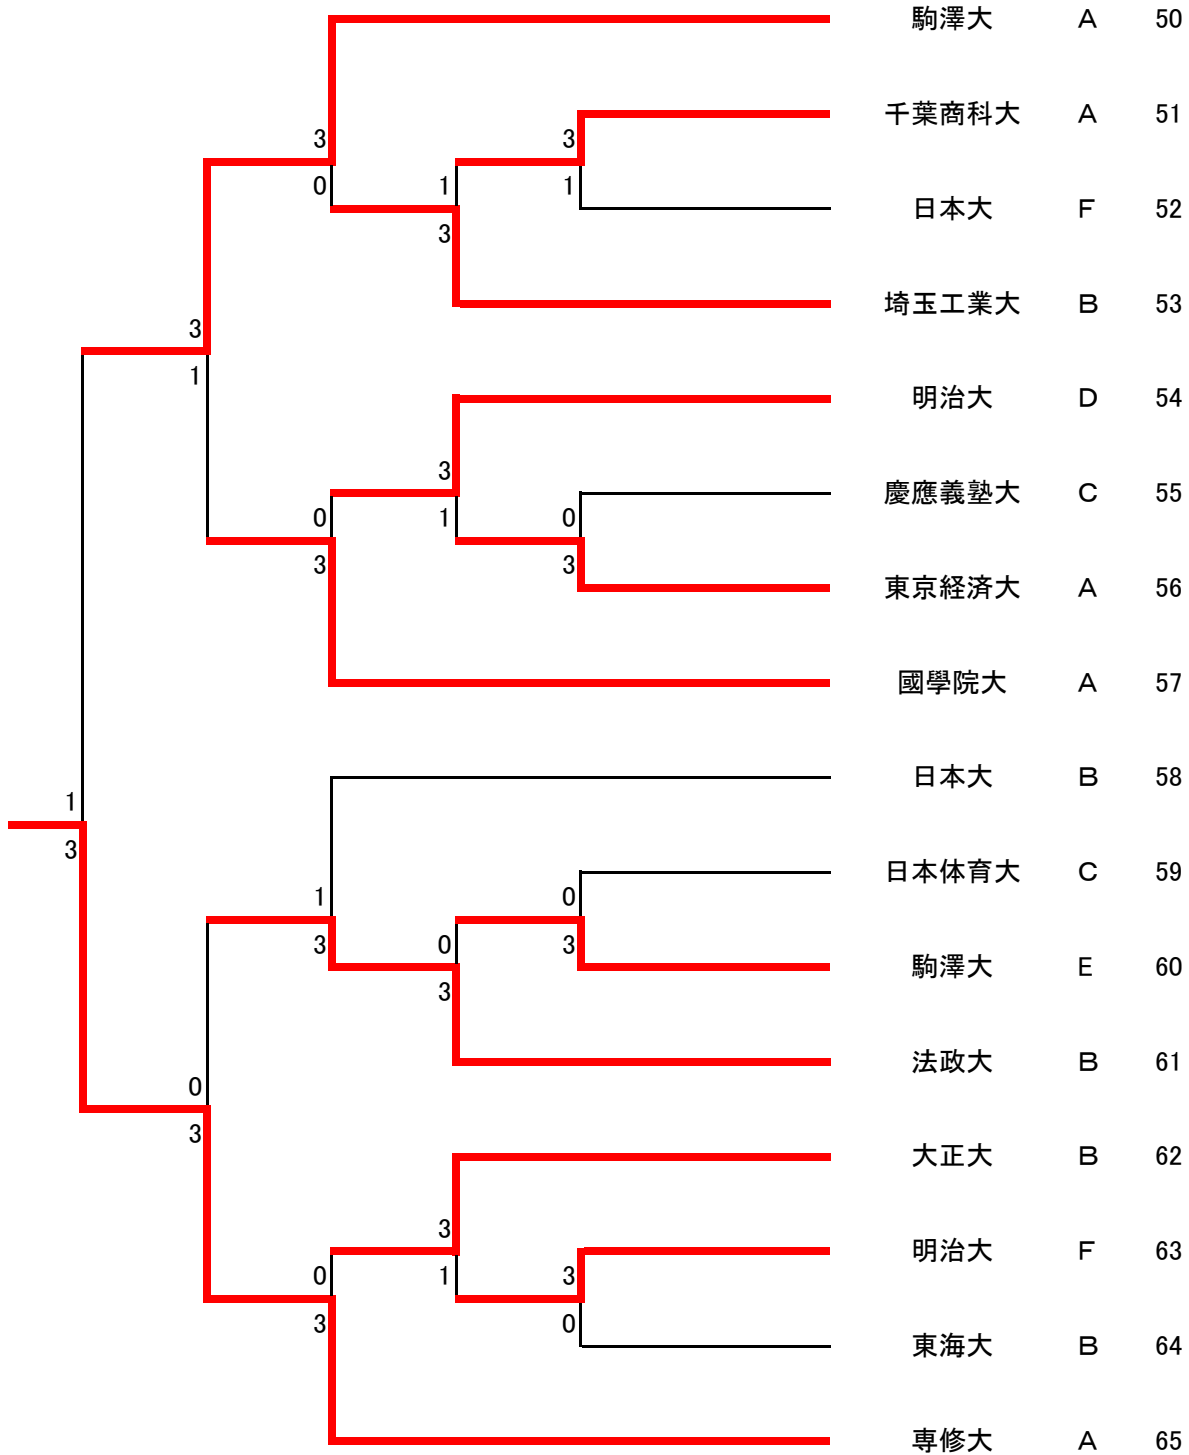 駒澤大 A 50
千葉商科大 A 51
3
0
1
3
3
1
日本大 F 52
埼玉工業大 B 53
3
1
明治大 D 54
3
1
慶應義塾大 C 55
0
3
0
3
東京経済大 A 56
國學院大 A 57
日本大 B 58
1
3
日本体育大 C 59
1
3
0
3
0
3
駒澤大 E 60
法政大 B 61
0
3
大正大 B 62
3
1
明治大 F 63
0
3
3
0
東海大 B 64
専修大 A 65